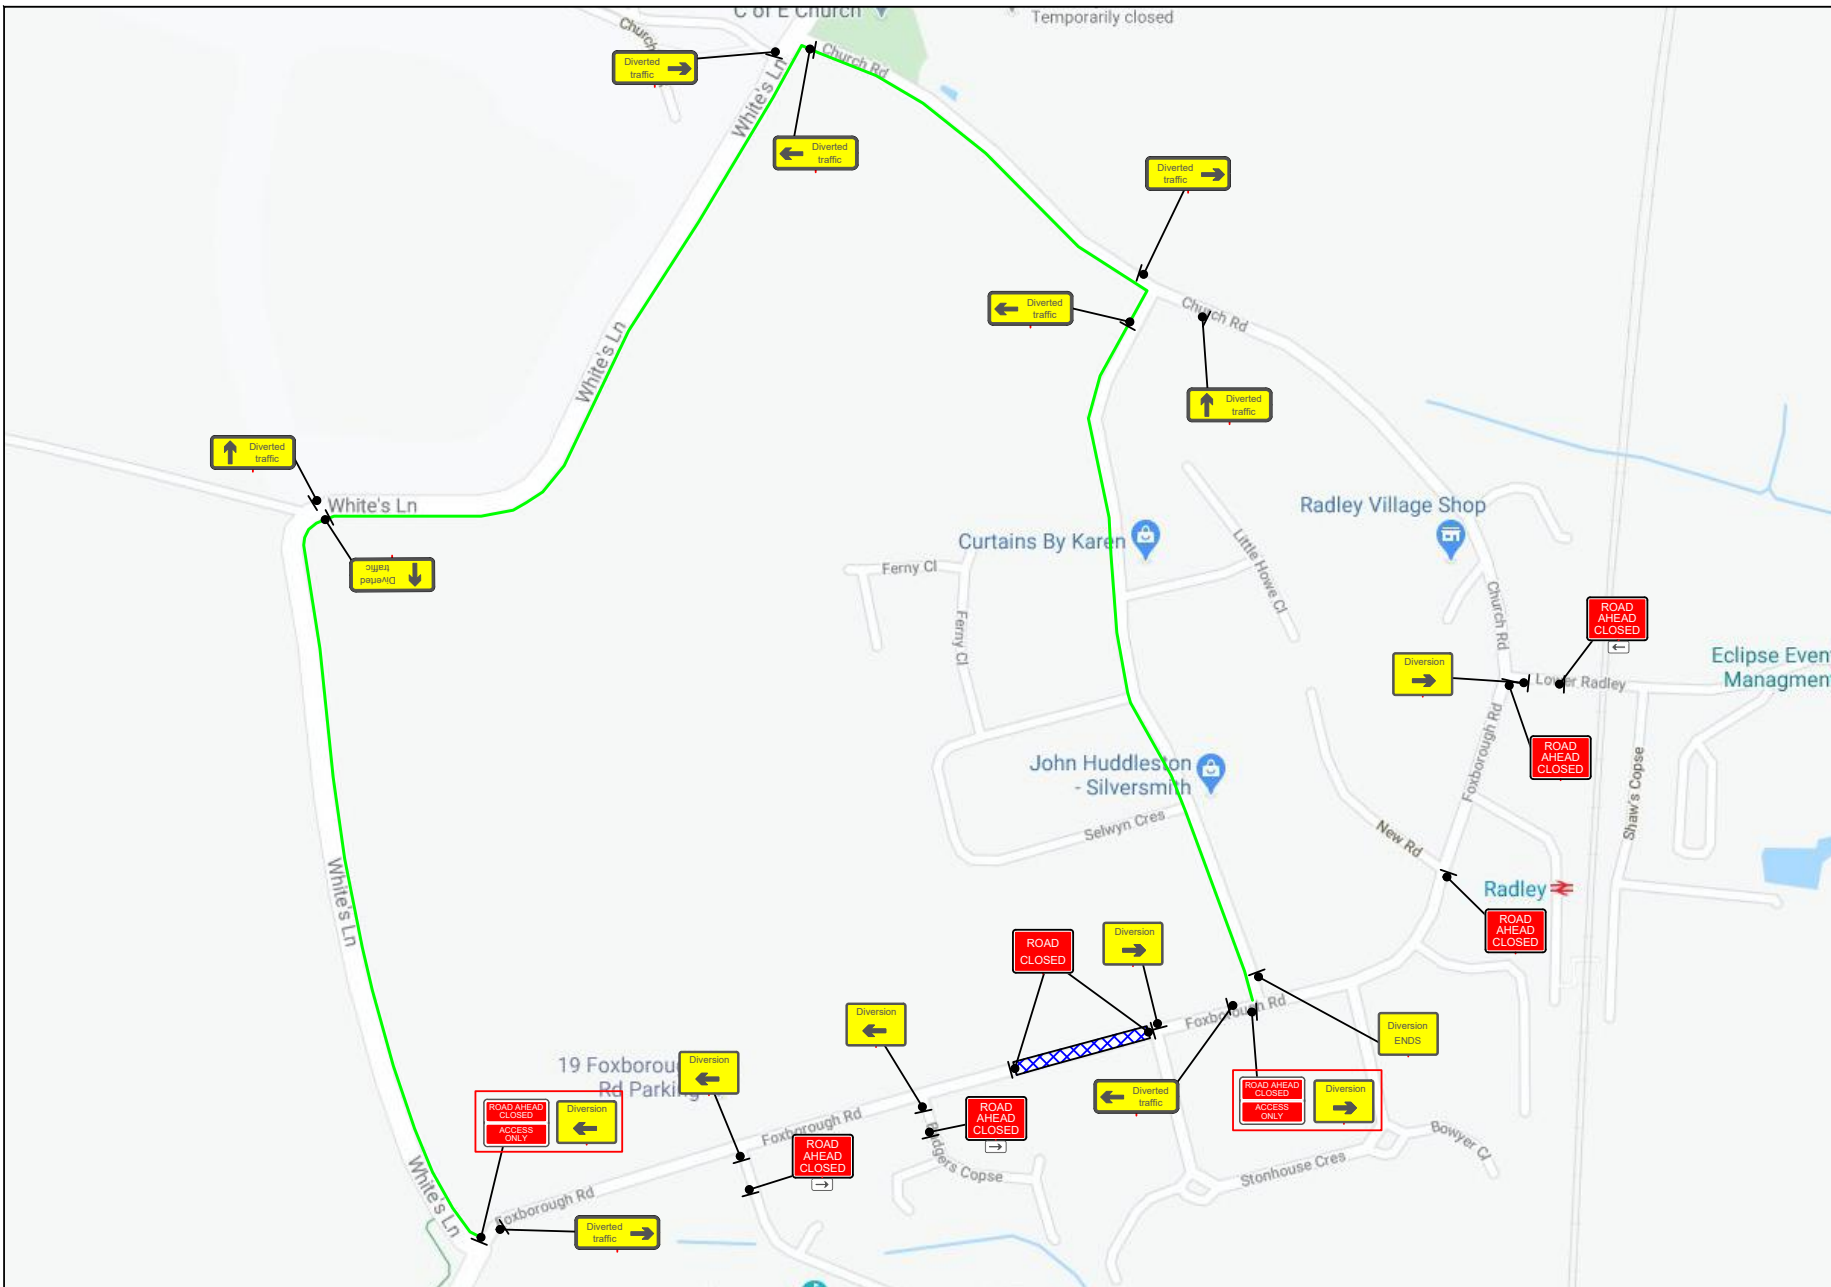 C of E Church
Temporarily closed
Church
Church Rd
Diverted
traffic
White's Ln
Diverted
traffic
Diverted
traffic
Diverted
traffic
Church Rd
White's Ln
Diverted
traffic
Diverted
traffic
White's Ln
Diverted
traffic
Radley Village Shop
Curtains By Karen
Little Howe Cl
Ferny Cl
Ferny Cl
Church Rd
ROAD
AHEAD
CLOSED
Eclipse Even
Managmen
Diversion
Lower Radley
Foxborough Rd
ROAD
AHEAD
CLOSED
John Huddleston
- Silversmith
Selwyn Cres
New Rd
Shaw's Copse
White's Ln
Radley
ROAD
AHEAD
CLOSED
ROAD
CLOSED
Diversion
Diversion
Foxborough Rd
Diversion
ENDS
19 Foxborou
Rd Parking
Diversion
Diverted
traffic
ROAD AHEAD
CLOSED
ACCESS
ONLY
Diversion
ROAD AHEAD
CLOSED
ACCESS
ONLY
Diversion
ROAD
AHEAD
CLOSED
Foxborough Rd
ROAD
AHEAD
CLOSED
Badgers Copse
Stonhouse Cres
Bowyer Cl
White's Ln
Foxborough Rd
Diverted
traffic